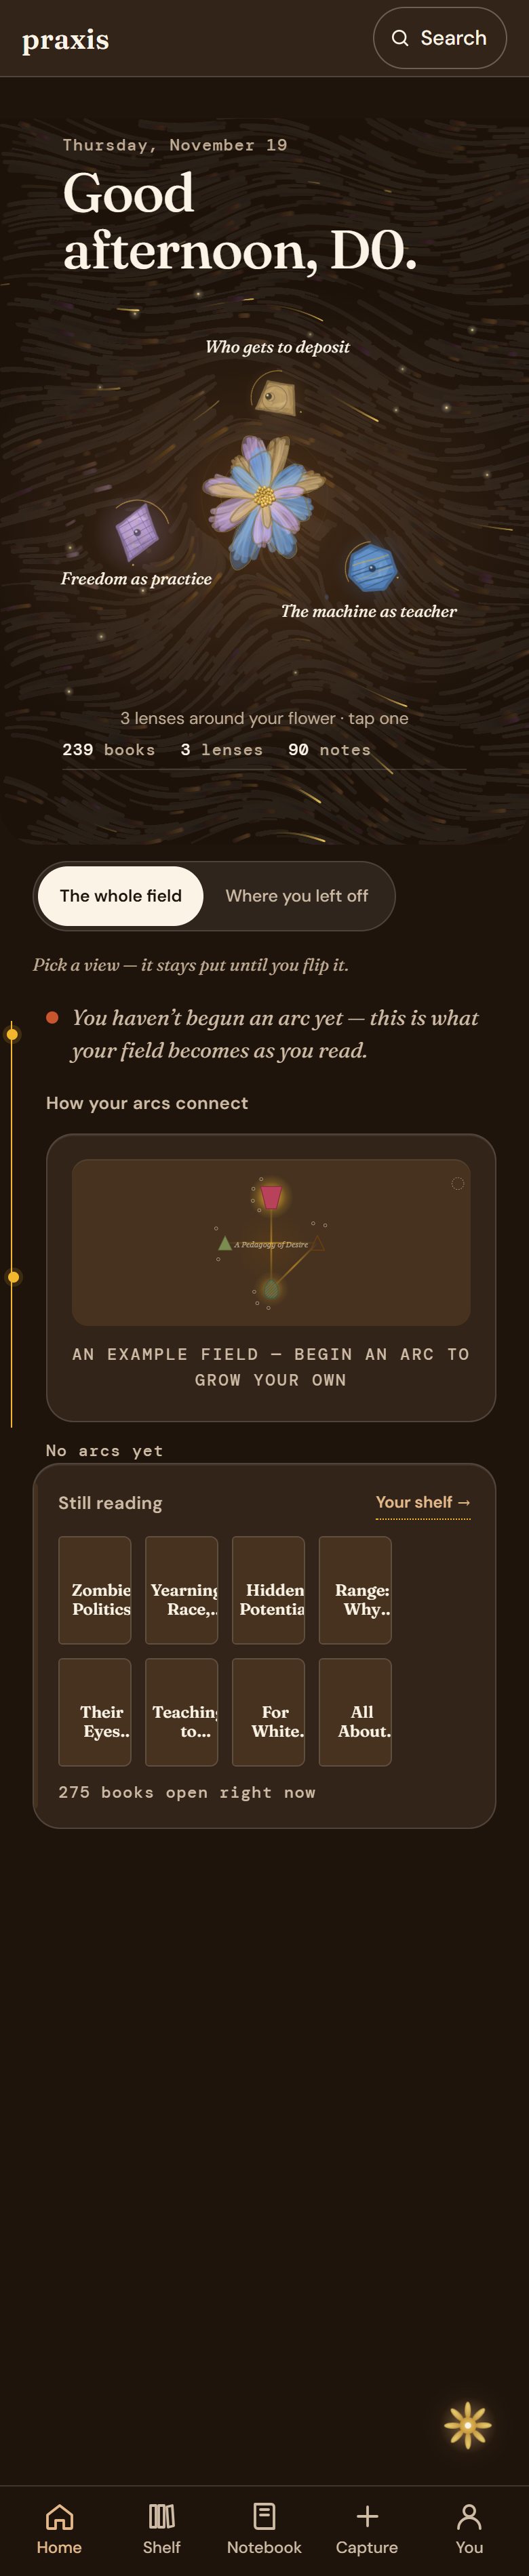 praxis
Search
Thursday, November 19
Good
afternoon, D0.
Who gets to deposit
Freedom as practice
The machine as teacher
3 lenses around your flower · tap one
239 books 3 lenses 90 notes
The whole field
Where you left off
Pick a view — it stays put until you flip it.
You haven’t begun an arc yet — this is what
your field becomes as you read.
How your arcs connect
A Pedagogy of Desire
AN EXAMPLE FIELD — BEGIN AN ARC TO
GROW YOUR OWN
No arcs yet
Still reading
Your shelf →
Zombie
Politics
Yearning
Race,..
Hidden
Potentia
Range:
Why..
Their
Eyes..
Teaching
to...
For
White.
All
About.
275 books open right now
Home
Shelf
Notebook
Capture
You